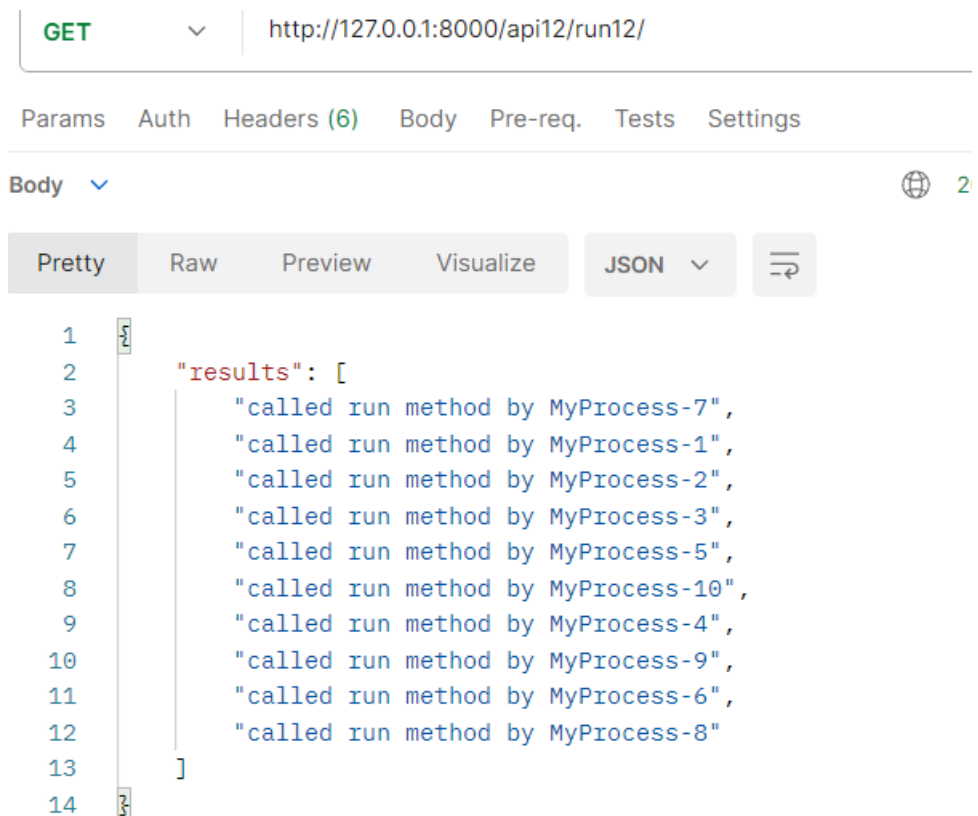 GET http://127.0.0.1:8000/api12/run12/
Params Auth Headers (6) Body Pre-req. Tests Settings
Body
Pretty Raw Preview Visualize JSON
1 {
2 "results": [
3 "called run method by MyProcess-7",
4 "called run method by MyProcess-1",
5 "called run method by MyProcess-2",
6 "called run method by MyProcess-3",
7 "called run method by MyProcess-5",
8 "called run method by MyProcess-10",
9 "called run method by MyProcess-4",
10 "called run method by MyProcess-9",
11 "called run method by MyProcess-6",
12 "called run method by MyProcess-8"
13 ]
14 }